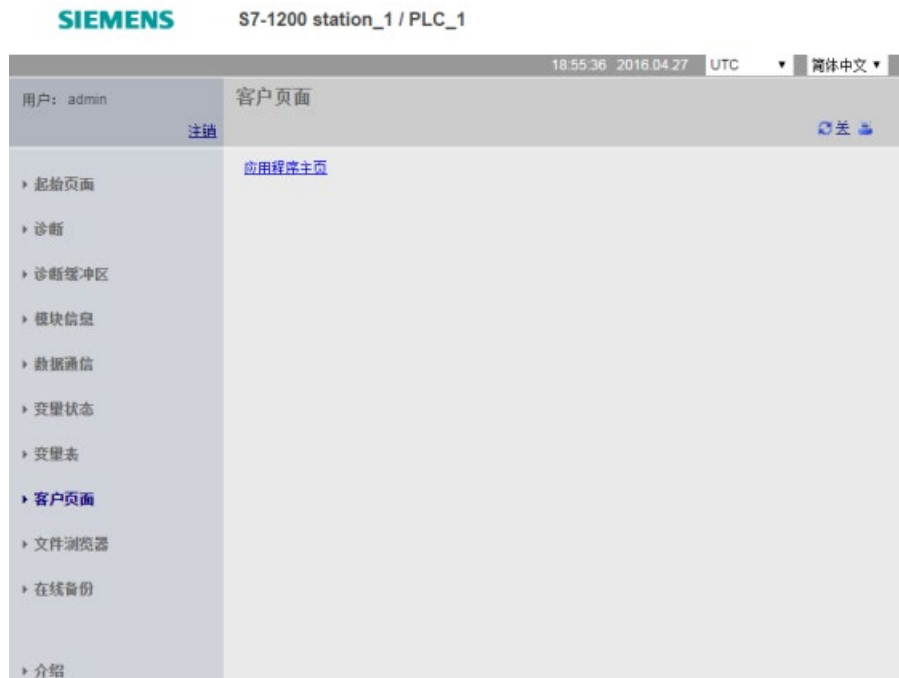 SIEMENS S7-1200 station_1 / PLC_1
18:55:36 2016.04.27 UTC 简体中文
用户: admin
注销
客户页面
关
应用程序主页
起始页面
诊断
诊断缓冲区
模块信息
数据通信
变量状态
变量表
客户页面
文件浏览器
在线备份
介绍